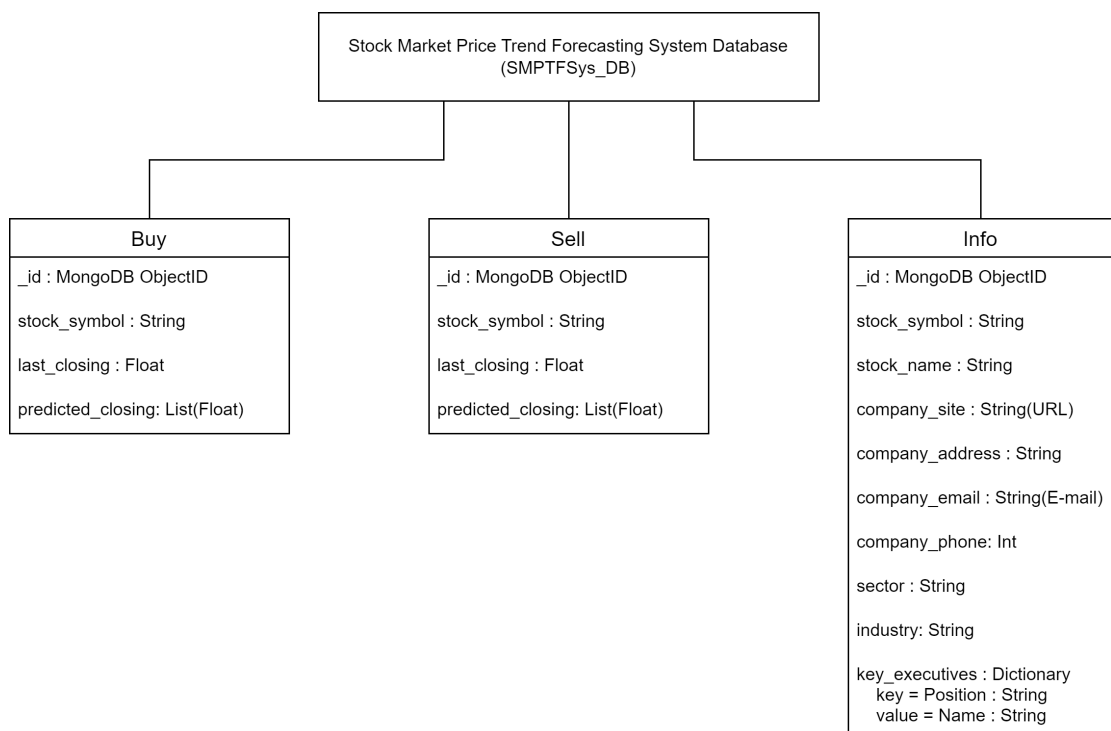 Stock Market Price Trend Forecasting System Database
(SMPTFSys_DB)
Buy
_id : MongoDB ObjectID
stock_symbol : String
last_closing : Float
predicted_closing: List(Float)
Sell
_id : MongoDB ObjectID
stock_symbol : String
last_closing : Float
predicted_closing: List(Float)
Info
_id : MongoDB ObjectID
stock_symbol : String
stock_name : String
company_site : String(URL)
company_address : String
company_email : String(E-mail)
company_phone: Int
sector : String
industry: String
key_executives : Dictionary
key = Position : String
value = Name : String